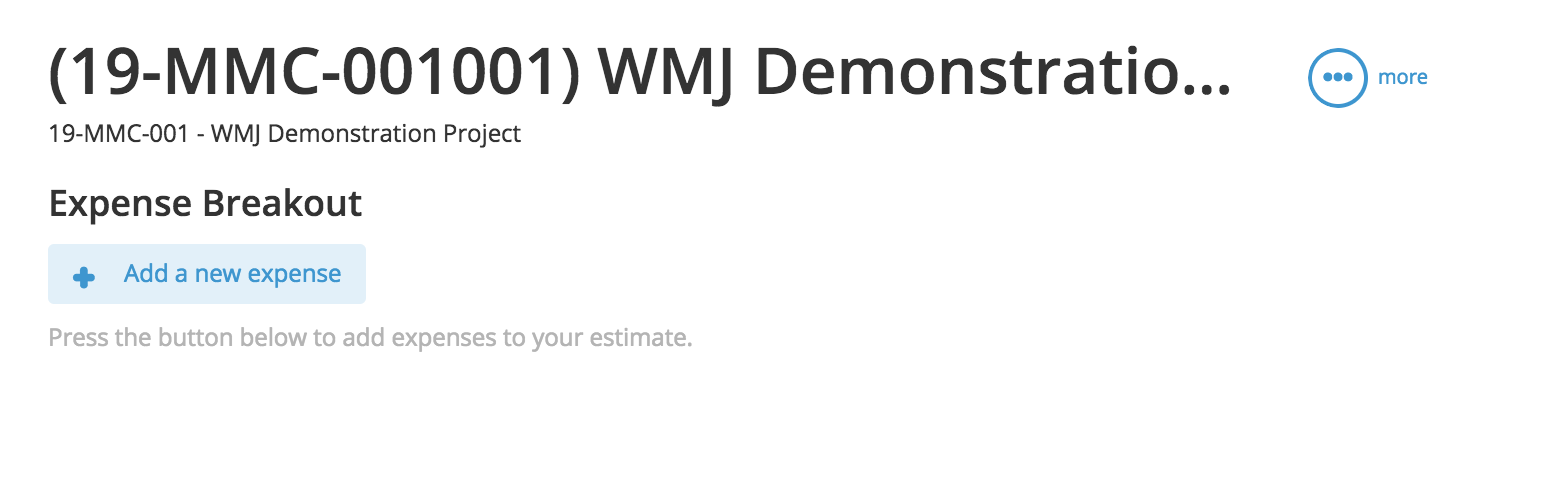 (19-MMC-001001) WMJ Demonstratio...
more
19-MMC-001 - WMJ Demonstration Project
Expense Breakout
Add a new expense
Press the button below to add expenses to your estimate.